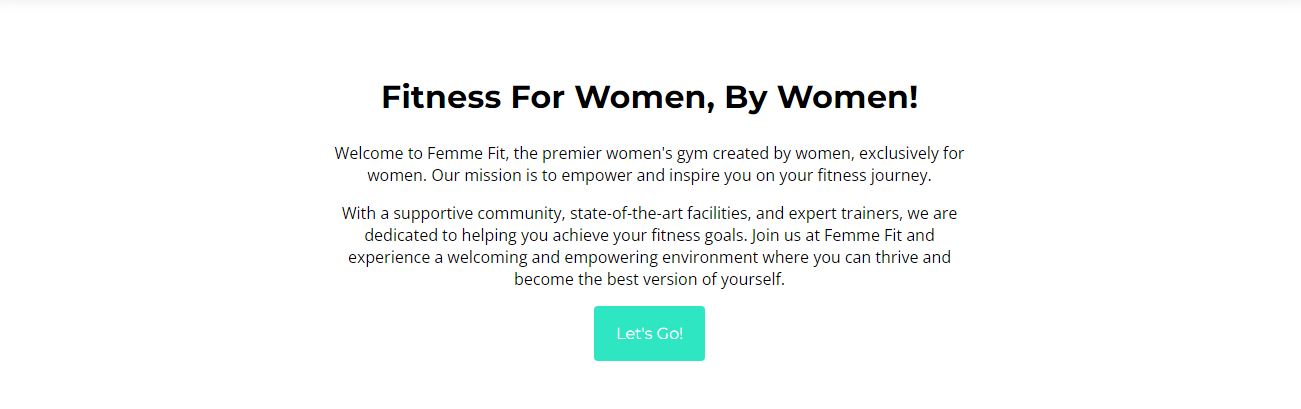 Fitness For Women, By Women!
Welcome to Femme Fit, the premier women's gym created by women, exclusively for
women. Our mission is to empower and inspire you on your fitness journey.
With a supportive community, state-of-the-art facilities, and expert trainers, we are
dedicated to helping you achieve your fitness goals. Join us at Femme Fit and
experience a welcoming and empowering environment where you can thrive and
become the best version of yourself.
Let's Go!